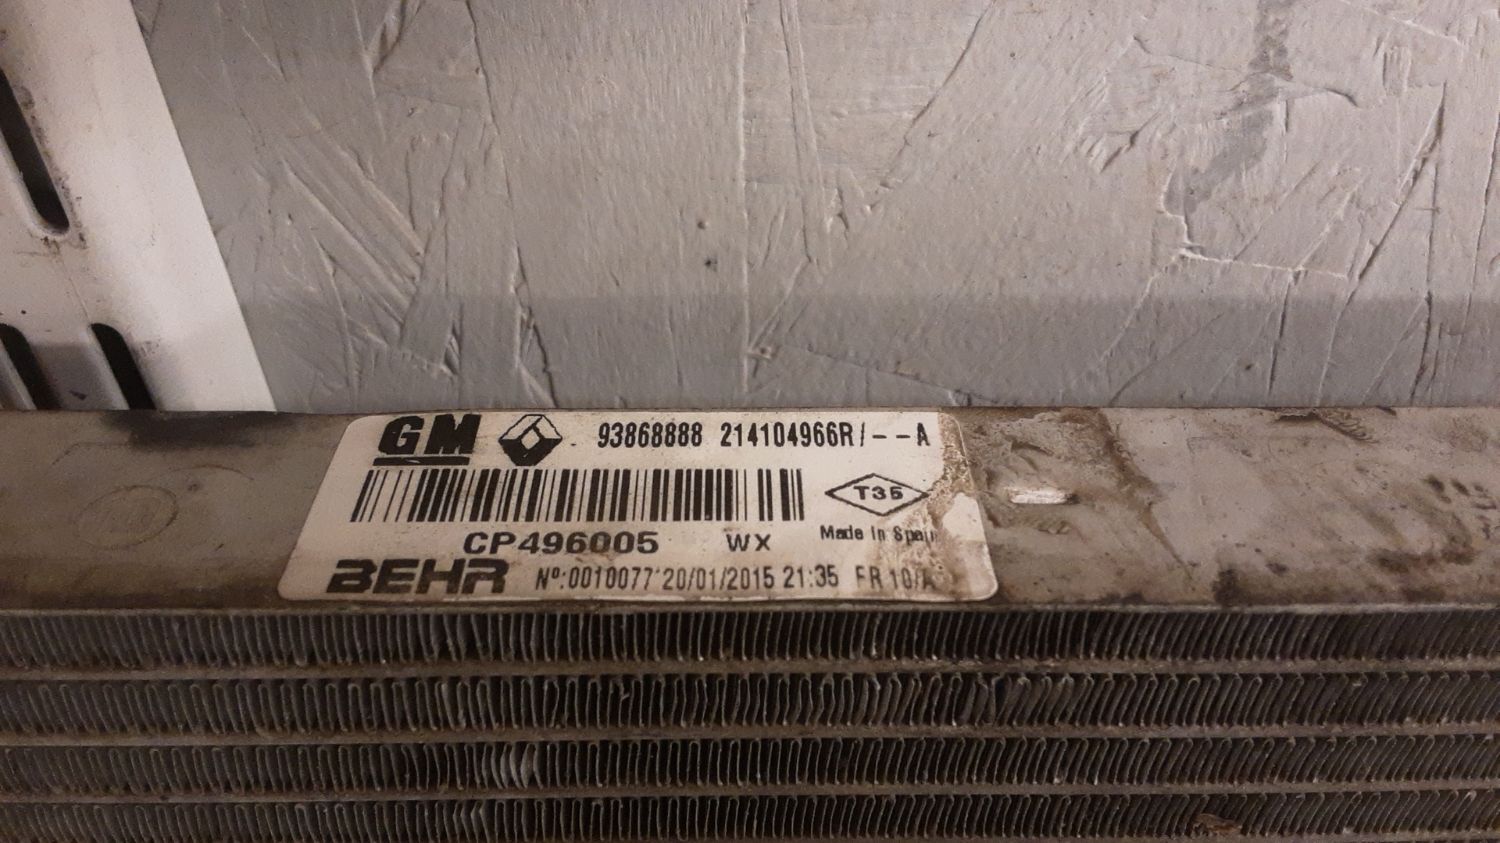 GM 93868888 214104966R/--A
T35
CP496005 WX Made In Spain
BEHR Nº:0010077 20/01/2015 21:35 FR 10/A